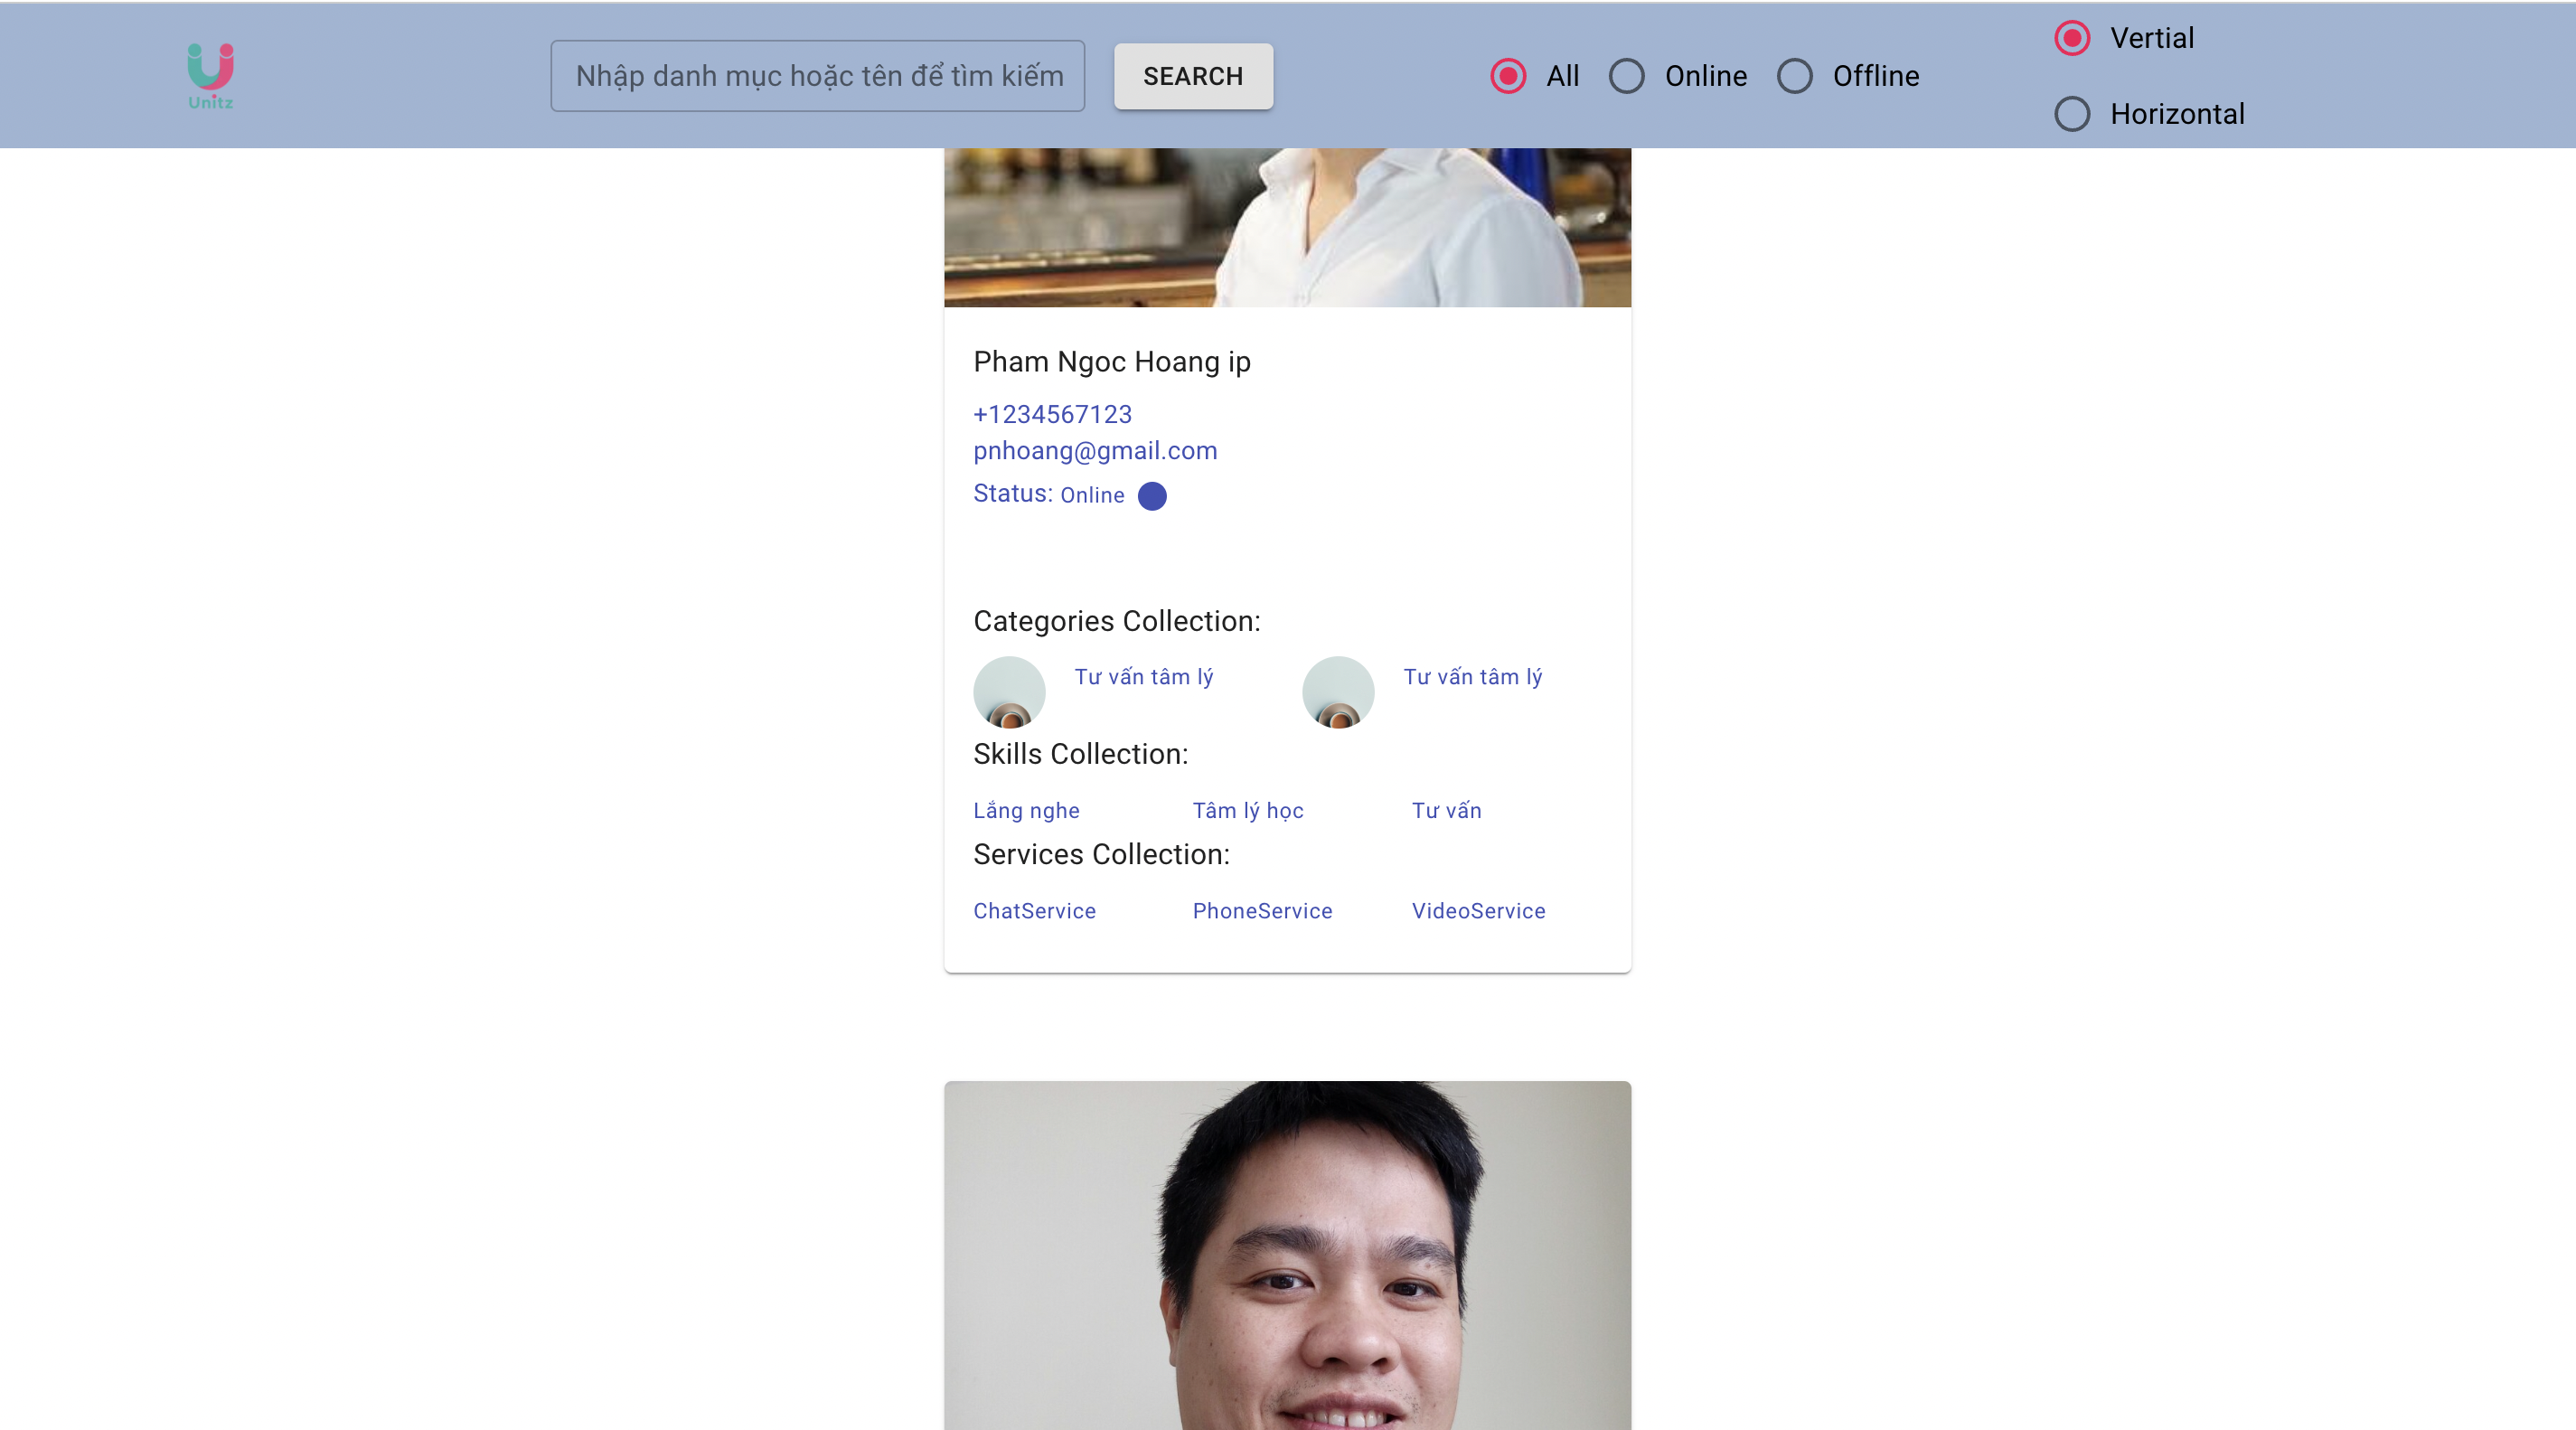 Unitz
Nhập danh mục hoặc tên để tìm kiếm
SEARCH
All
Online
Offline
Vertial
Horizontal
Pham Ngoc Hoang ip
+1234567123
pnhoang@gmail.com
Status: Online
Categories Collection:
Tư vấn tâm lý
Tư vấn tâm lý
Skills Collection:
Lắng nghe
Tâm lý học
Tư vấn
Services Collection:
ChatService
PhoneService
VideoService